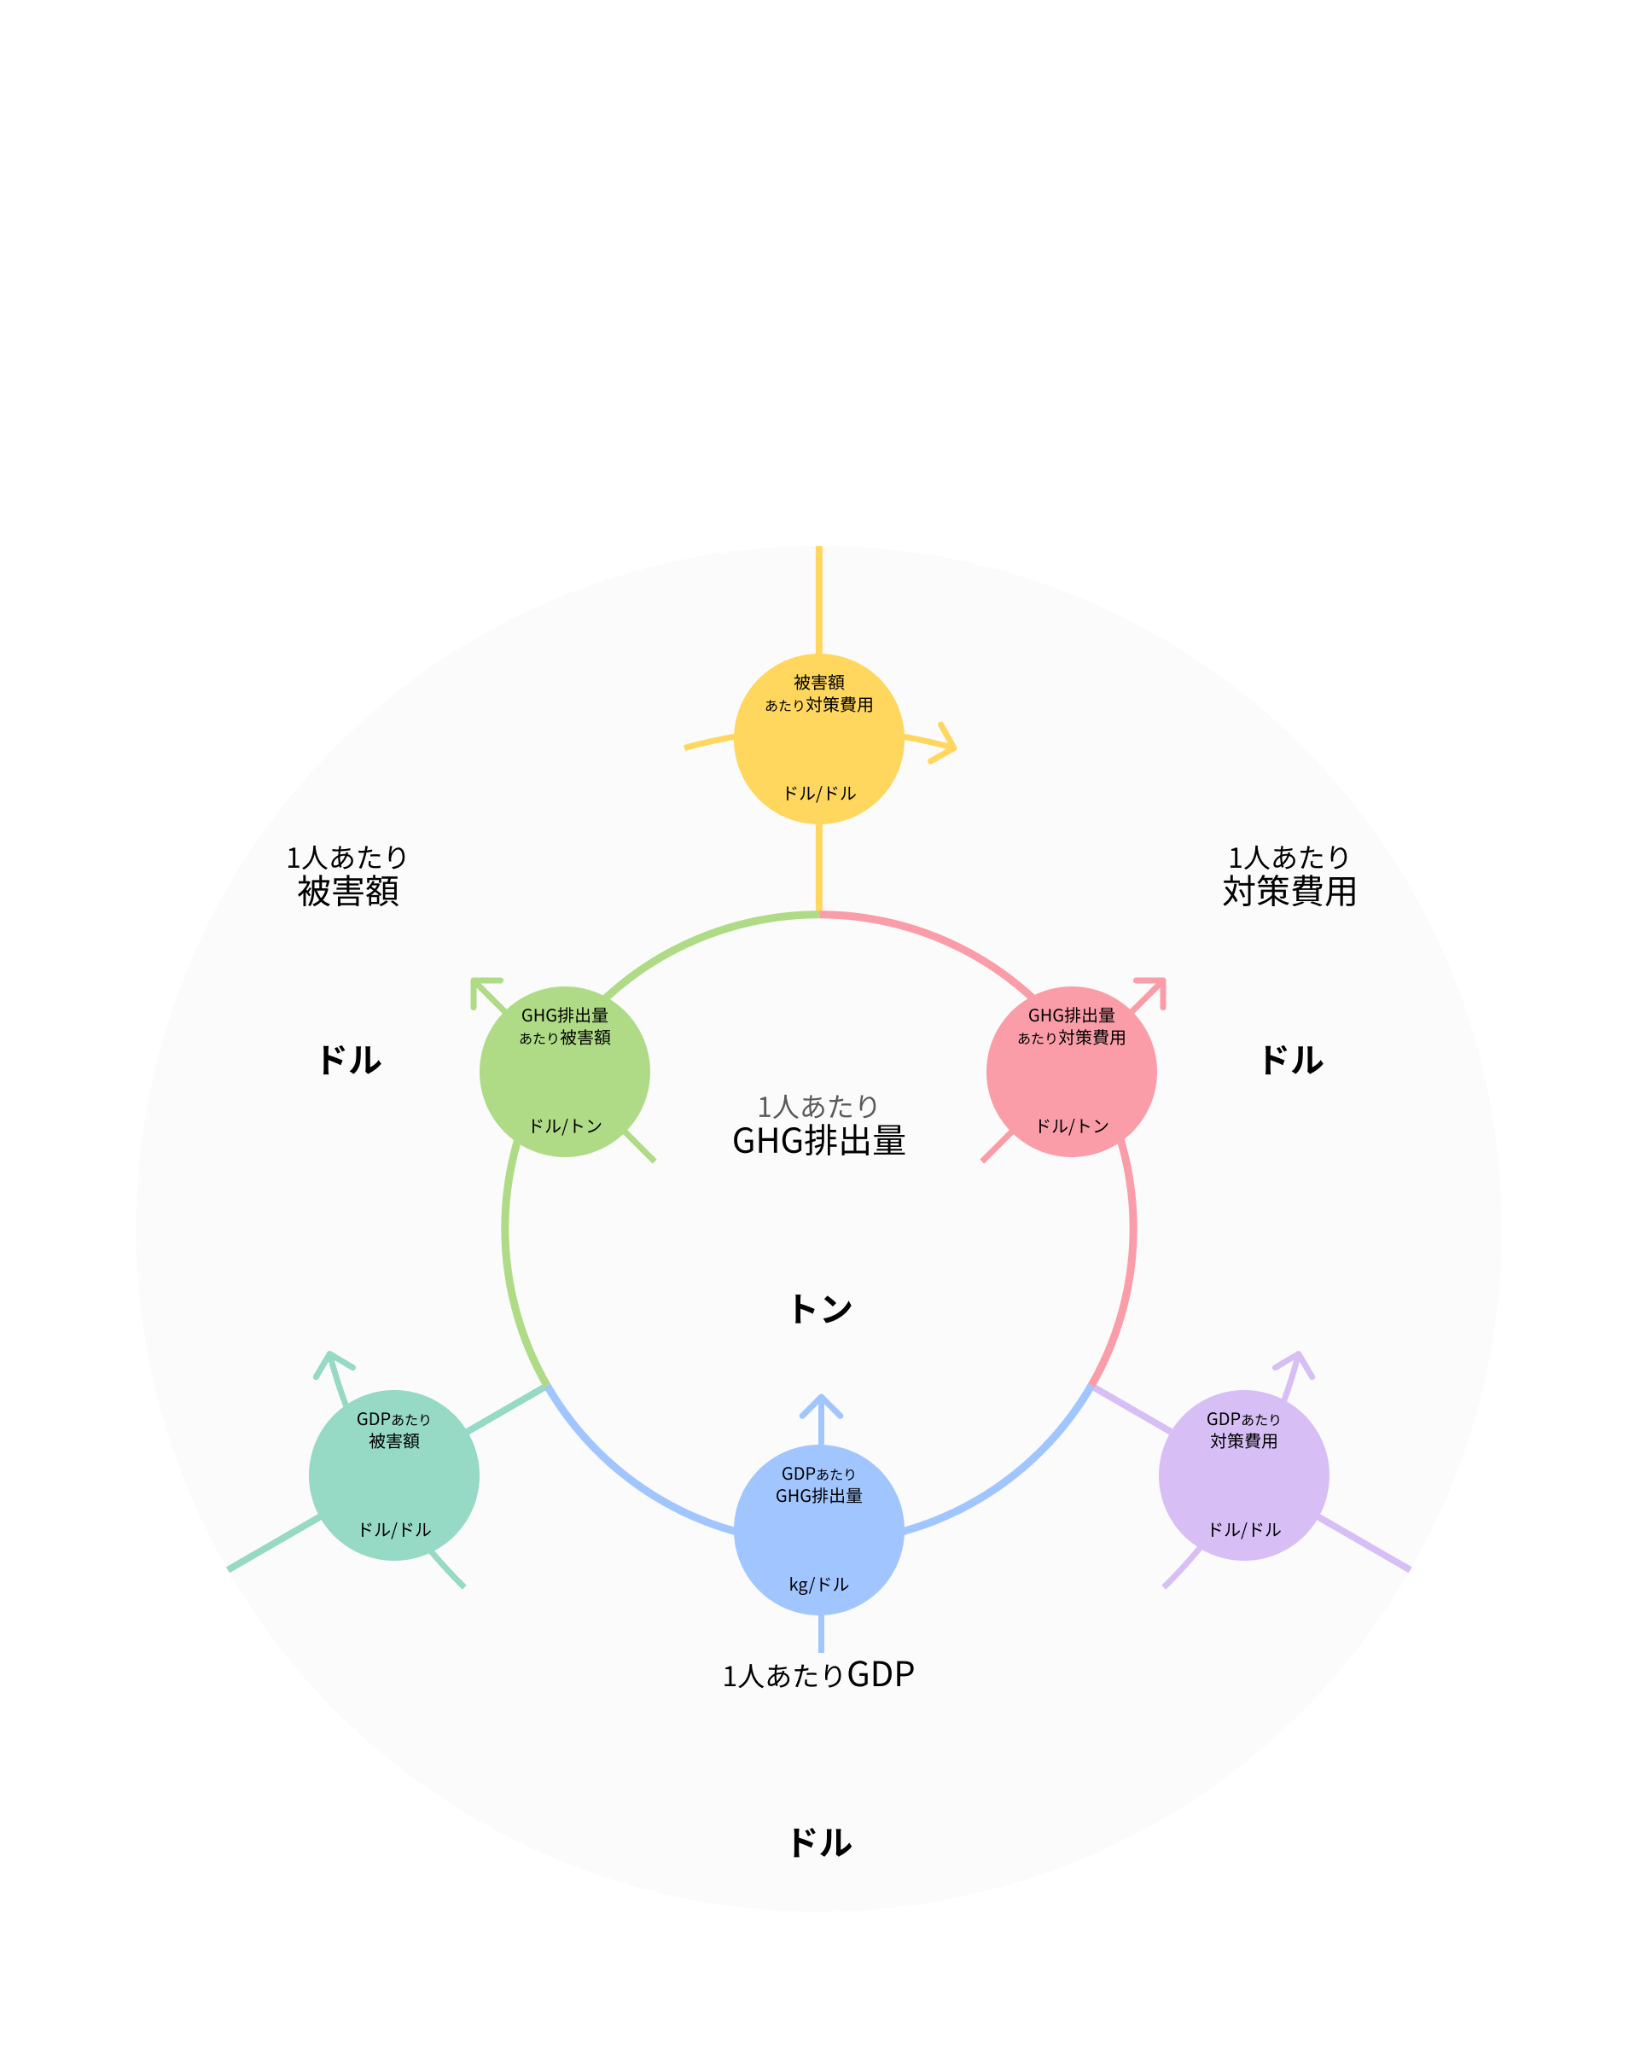 被害額
あたり対策費用
ドル/ドル
1人あたり
被害額
ドル
1人あたり
対策費用
ドル
GHG排出量
あたり被害額
ドル/トン
GHG排出量
あたり対策費用
ドル/トン
1人あたり
GHG排出量
トン
GDPあたり
被害額
ドル/ドル
GDPあたり
GHG排出量
kg/ドル
GDPあたり
対策費用
ドル/ドル
1人あたりGDP
ドル